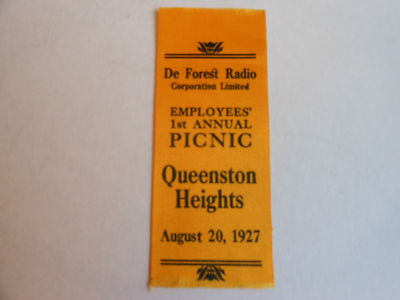 De Forest Radio
Corporation Limited
EMPLOYEES'
1st ANNUAL
PICNIC
Queenston
Heights
August 20, 1927